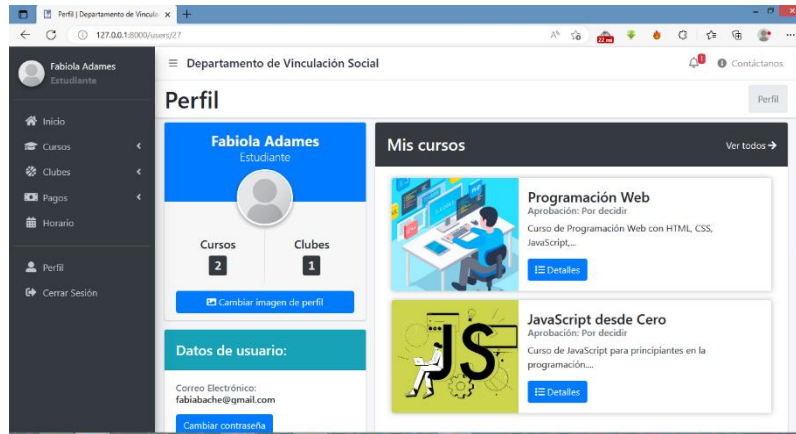 Perfil | Departamento de Vincula
127.0.0.1:8000/users/27
22 mi
Fabiola Adames
Estudiante
Inicio
Cursos
Clubes
Pagos
Horario
Perfil
Cerrar Sesión
Departamento de Vinculación Social
Contáctanos
Perfil
Perfil
Fabiola Adames
Estudiante
Cursos
2
Clubes
1
Cambiar imagen de perfil
Datos de usuario:
Correo Electrónico:
fabiabache@gmail.com
Cambiar contraseña
Mis cursos
Ver todos
Programación Web
Aprobación: Por decidir
Curso de Programación Web con HTML, CSS,
JavaScript,...
Detalles
JS
JavaScript desde Cero
Aprobación: Por decidir
Curso de JavaScript para principiantes en la
programación....
Detalles